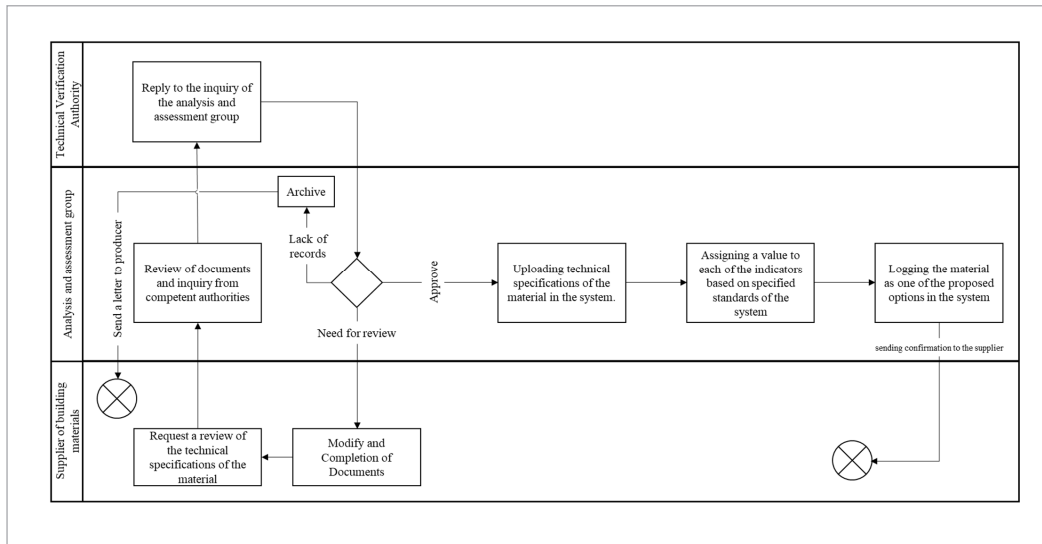 Technical Verification
Authority
Reply to the inquiry of
the analysis and
assessment group
Analysis and assessment group
Send a letter to producer
Archive
Lack of
records
Review of documents
and inquiry from
competent authorities
Need for review
Approve
Uploading technical
specifications of the
material in the system.
Assigning a value to
each of the indicators
based on specified
standards of the
system
Logging the material
as one of the proposed
options in the system
sending confirmation to the supplier
Supplier of building
materials
Request a review of
the technical
specifications of the
material
Modify and
Completion of
Documents